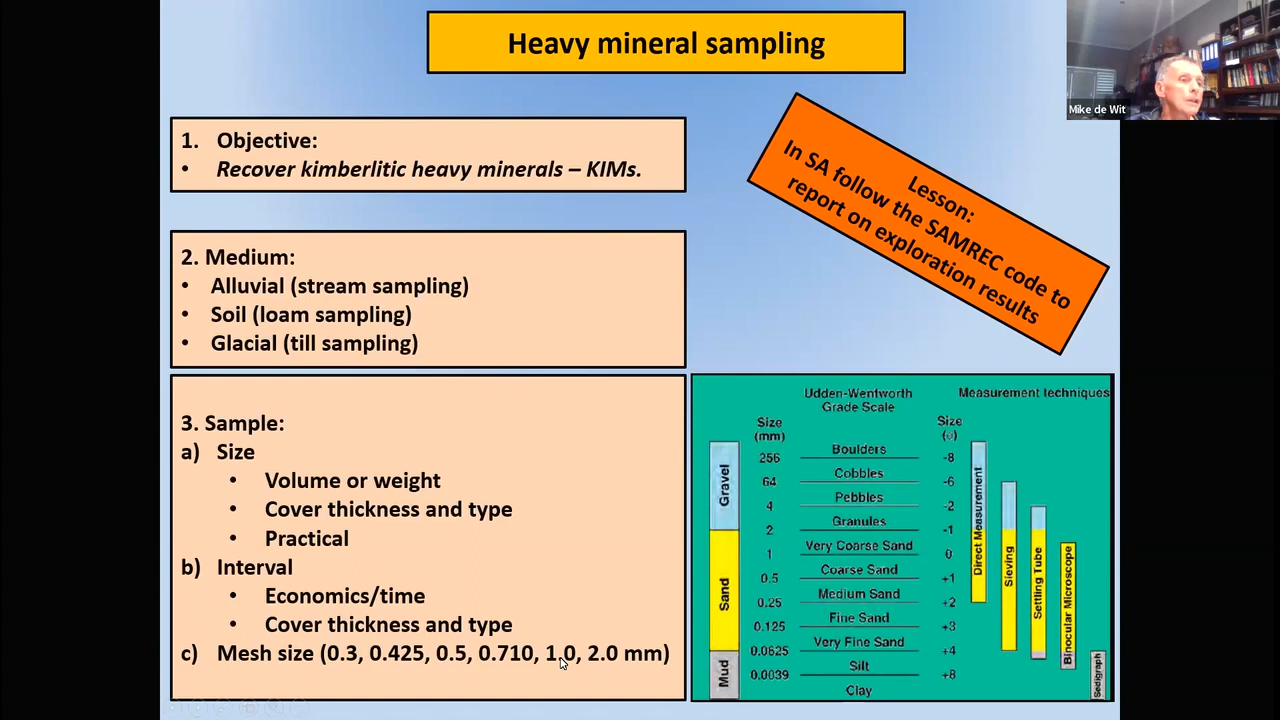 Heavy mineral sampling
Mike de Wit
1. Objective:
• Recover kimberlitic heavy minerals – KIMs.
Lesson:
In SA follow the SAMREC code to
report on exploration results
2. Medium:
• Alluvial (stream sampling)
• Soil (loam sampling)
• Glacial (till sampling)
3. Sample:
a) Size
• Volume or weight
• Cover thickness and type
• Practical
b) Interval
• Economics/time
• Cover thickness and type
c) Mesh size (0.3, 0.425, 0.5, 0.710, 1.0, 2.0 mm)
Udden-Wentworth
Grade Scale
Measurement techniques
Size
(mm)
Size
Boulders
256 -8
Cobbles
64 -6
Pebbles
4 -2
Granules
2 -1
Very Coarse Sand
1 0
Coarse Sand
0.5 +1
Medium Sand
0.25 +2
Fine Sand
0.125 +3
Very Fine Sand
0.0625 +4
Silt
0.0039 +8
Clay
Gravel
Sand
Mud
Direct Measurement
Sieving
Settling Tube
Binocular Microscope
Sedigraph